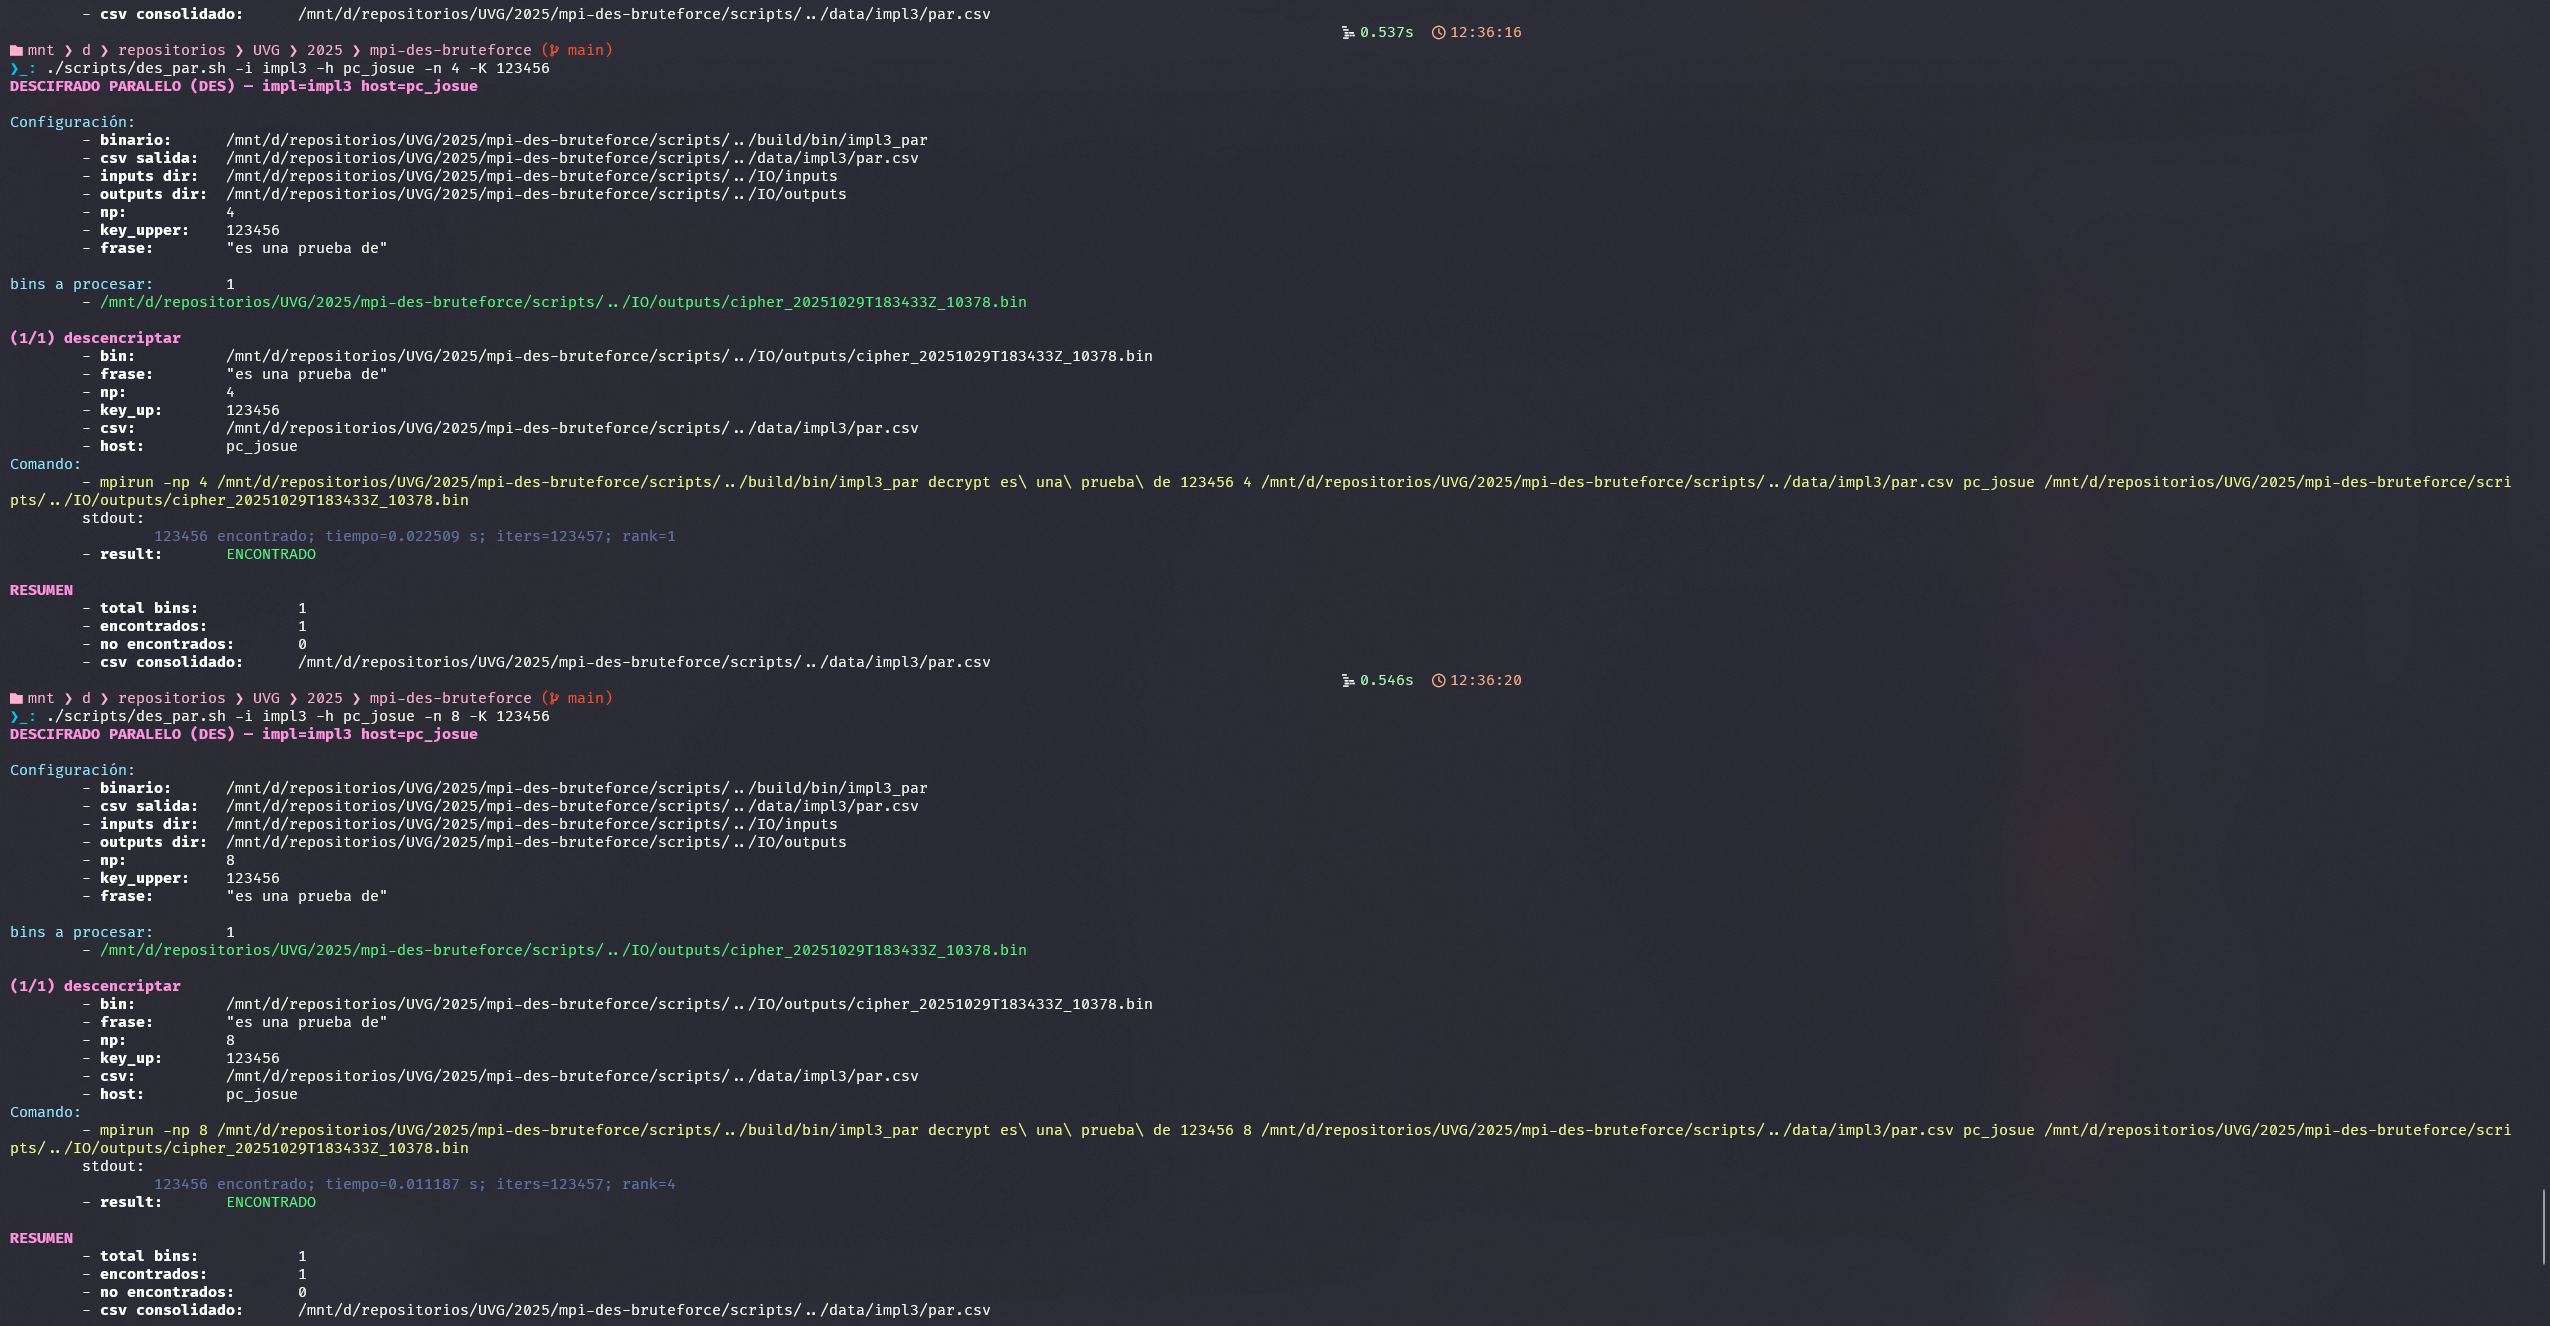 - csv consolidado: /mnt/d/repositorios/UVG/2025/mpi-des-bruteforce/scripts/../data/impl3/par.csv
0.537s 12:36:16
mnt ❯ d ❯ repositorios ❯ UVG ❯ 2025 ❯ mpi-des-bruteforce ( main)
❯_: ./scripts/des_par.sh -i impl3 -h pc_josue -n 4 -K 123456
DESCIFRADO PARALELO (DES) — impl=impl3 host=pc_josue
Configuración:
- binario: /mnt/d/repositorios/UVG/2025/mpi-des-bruteforce/scripts/../build/bin/impl3_par
- csv salida: /mnt/d/repositorios/UVG/2025/mpi-des-bruteforce/scripts/../data/impl3/par.csv
- inputs dir: /mnt/d/repositorios/UVG/2025/mpi-des-bruteforce/scripts/../IO/inputs
- outputs dir: /mnt/d/repositorios/UVG/2025/mpi-des-bruteforce/scripts/../IO/outputs
- np: 4
- key_upper: 123456
- frase: "es una prueba de"
bins a procesar: 1
- /mnt/d/repositorios/UVG/2025/mpi-des-bruteforce/scripts/../IO/outputs/cipher_20251029T183433Z_10378.bin
(1/1) descencriptar
- bin: /mnt/d/repositorios/UVG/2025/mpi-des-bruteforce/scripts/../IO/outputs/cipher_20251029T183433Z_10378.bin
- frase: "es una prueba de"
- np: 4
- key_up: 123456
- csv: /mnt/d/repositorios/UVG/2025/mpi-des-bruteforce/scripts/../data/impl3/par.csv
- host: pc_josue
Comando:
- mpirun -np 4 /mnt/d/repositorios/UVG/2025/mpi-des-bruteforce/scripts/../build/bin/impl3_par decrypt es\ una\ prueba\ de 123456 4 /mnt/d/repositorios/UVG/2025/mpi-des-bruteforce/scripts/../data/impl3/par.csv pc_josue /mnt/d/repositorios/UVG/2025/mpi-des-bruteforce/scri
pts/../IO/outputs/cipher_20251029T183433Z_10378.bin
stdout:
123456 encontrado; tiempo=0.022509 s; iters=123457; rank=1
- result: ENCONTRADO
RESUMEN
- total bins: 1
- encontrados: 1
- no encontrados: 0
- csv consolidado: /mnt/d/repositorios/UVG/2025/mpi-des-bruteforce/scripts/../data/impl3/par.csv
0.546s 12:36:20
mnt ❯ d ❯ repositorios ❯ UVG ❯ 2025 ❯ mpi-des-bruteforce ( main)
❯_: ./scripts/des_par.sh -i impl3 -h pc_josue -n 8 -K 123456
DESCIFRADO PARALELO (DES) — impl=impl3 host=pc_josue
Configuración:
- binario: /mnt/d/repositorios/UVG/2025/mpi-des-bruteforce/scripts/../build/bin/impl3_par
- csv salida: /mnt/d/repositorios/UVG/2025/mpi-des-bruteforce/scripts/../data/impl3/par.csv
- inputs dir: /mnt/d/repositorios/UVG/2025/mpi-des-bruteforce/scripts/../IO/inputs
- outputs dir: /mnt/d/repositorios/UVG/2025/mpi-des-bruteforce/scripts/../IO/outputs
- np: 8
- key_upper: 123456
- frase: "es una prueba de"
bins a procesar: 1
- /mnt/d/repositorios/UVG/2025/mpi-des-bruteforce/scripts/../IO/outputs/cipher_20251029T183433Z_10378.bin
(1/1) descencriptar
- bin: /mnt/d/repositorios/UVG/2025/mpi-des-bruteforce/scripts/../IO/outputs/cipher_20251029T183433Z_10378.bin
- frase: "es una prueba de"
- np: 8
- key_up: 123456
- csv: /mnt/d/repositorios/UVG/2025/mpi-des-bruteforce/scripts/../data/impl3/par.csv
- host: pc_josue
Comando:
- mpirun -np 8 /mnt/d/repositorios/UVG/2025/mpi-des-bruteforce/scripts/../build/bin/impl3_par decrypt es\ una\ prueba\ de 123456 8 /mnt/d/repositorios/UVG/2025/mpi-des-bruteforce/scripts/../data/impl3/par.csv pc_josue /mnt/d/repositorios/UVG/2025/mpi-des-bruteforce/scri
pts/../IO/outputs/cipher_20251029T183433Z_10378.bin
stdout:
123456 encontrado; tiempo=0.011187 s; iters=123457; rank=4
- result: ENCONTRADO
RESUMEN
- total bins: 1
- encontrados: 1
- no encontrados: 0
- csv consolidado: /mnt/d/repositorios/UVG/2025/mpi-des-bruteforce/scripts/../data/impl3/par.csv